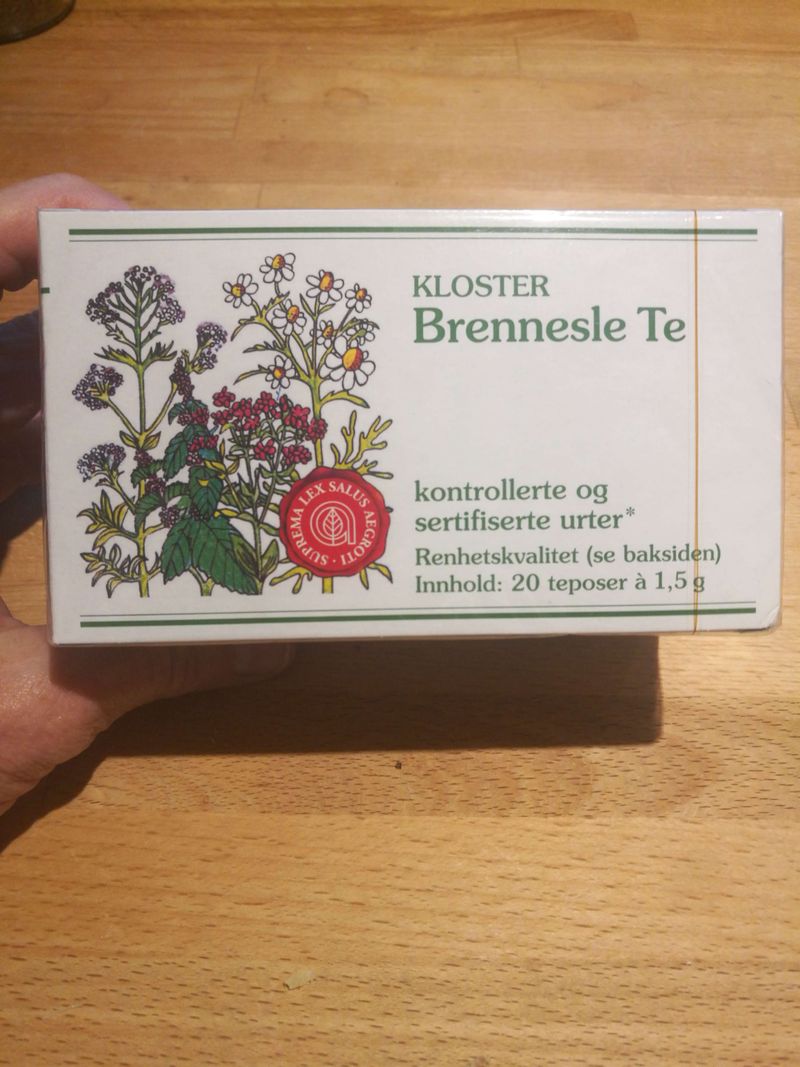 KLOSTER
Brennesle Te
kontrollerte og
sertifiserte urter*
Renhetskvalitet (se baksiden)
Innhold: 20 teposer à 1,5 g
SUPREMA LEX SALUS AEGROTI ·